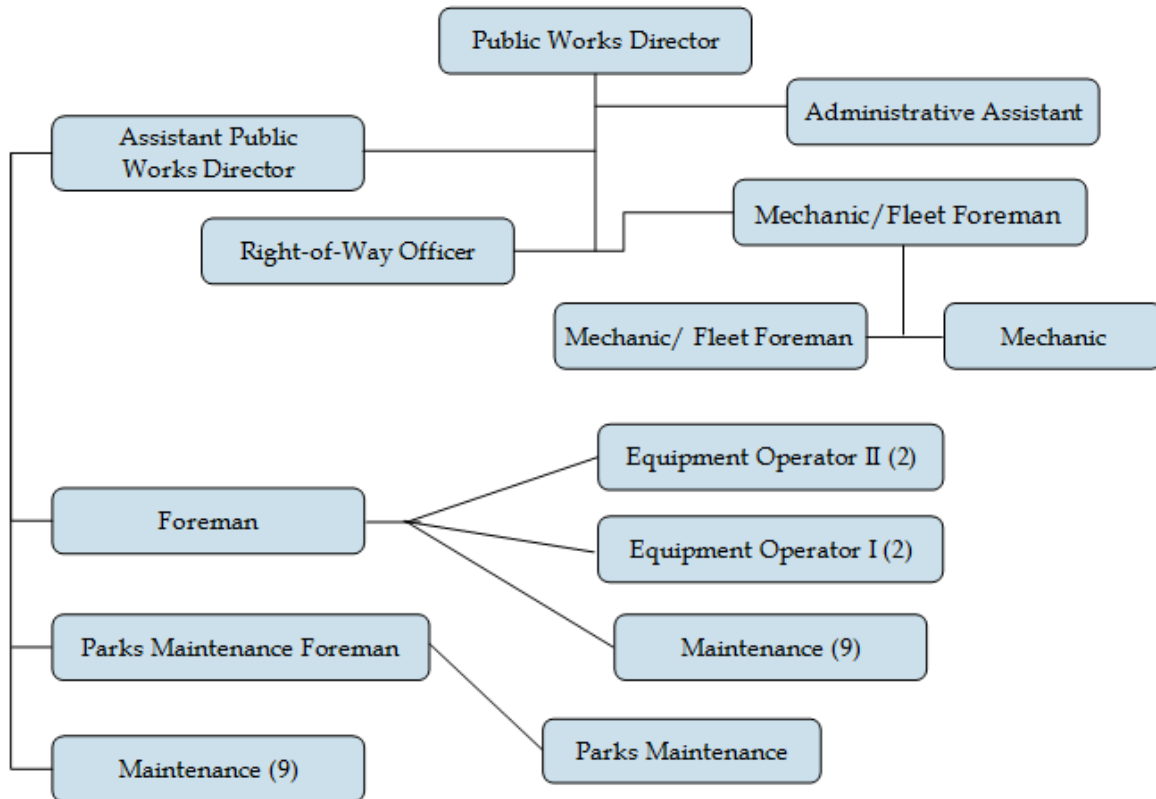 Public Works Director
Administrative Assistant
Assistant Public
Works Director
Mechanic/Fleet Foreman
Right-of-Way Officer
Mechanic/ Fleet Foreman
Mechanic
Equipment Operator II (2)
Foreman
Equipment Operator I (2)
Parks Maintenance Foreman
Maintenance (9)
Parks Maintenance
Maintenance (9)